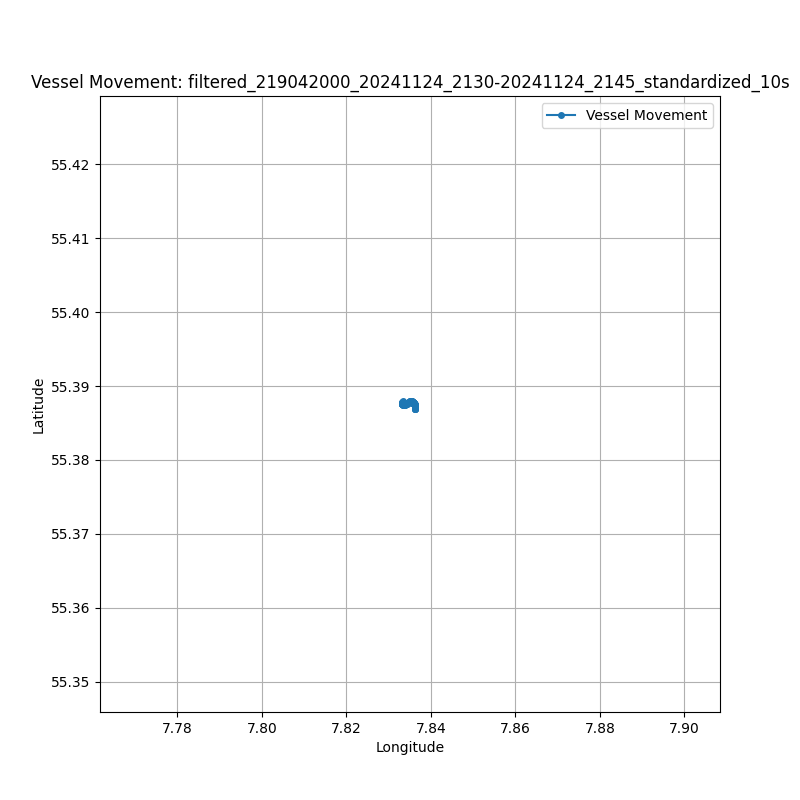 Vessel Movement: filtered_219042000_20241124_2130-20241124_2145_standardized_10s
Vessel Movement
55.42
55.41
55.40
55.39
55.38
55.37
55.36
55.35
Latitude
7.78 7.80 7.82 7.84 7.86 7.88 7.90
Longitude